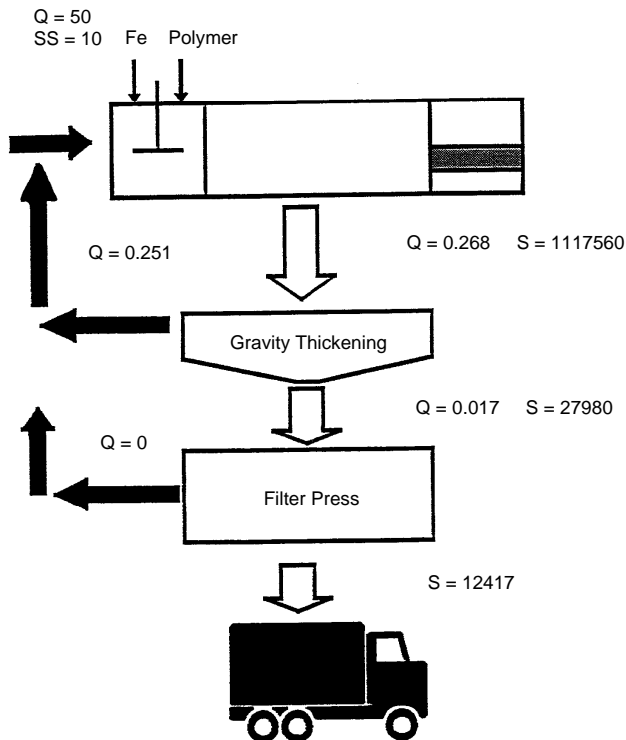 Q = 50
SS = 10 Fe Polymer
Q = 0.251
Q = 0.268 S = 1117560
Gravity Thickening
Q = 0.017 S = 27980
Q = 0
Filter Press
S = 12417